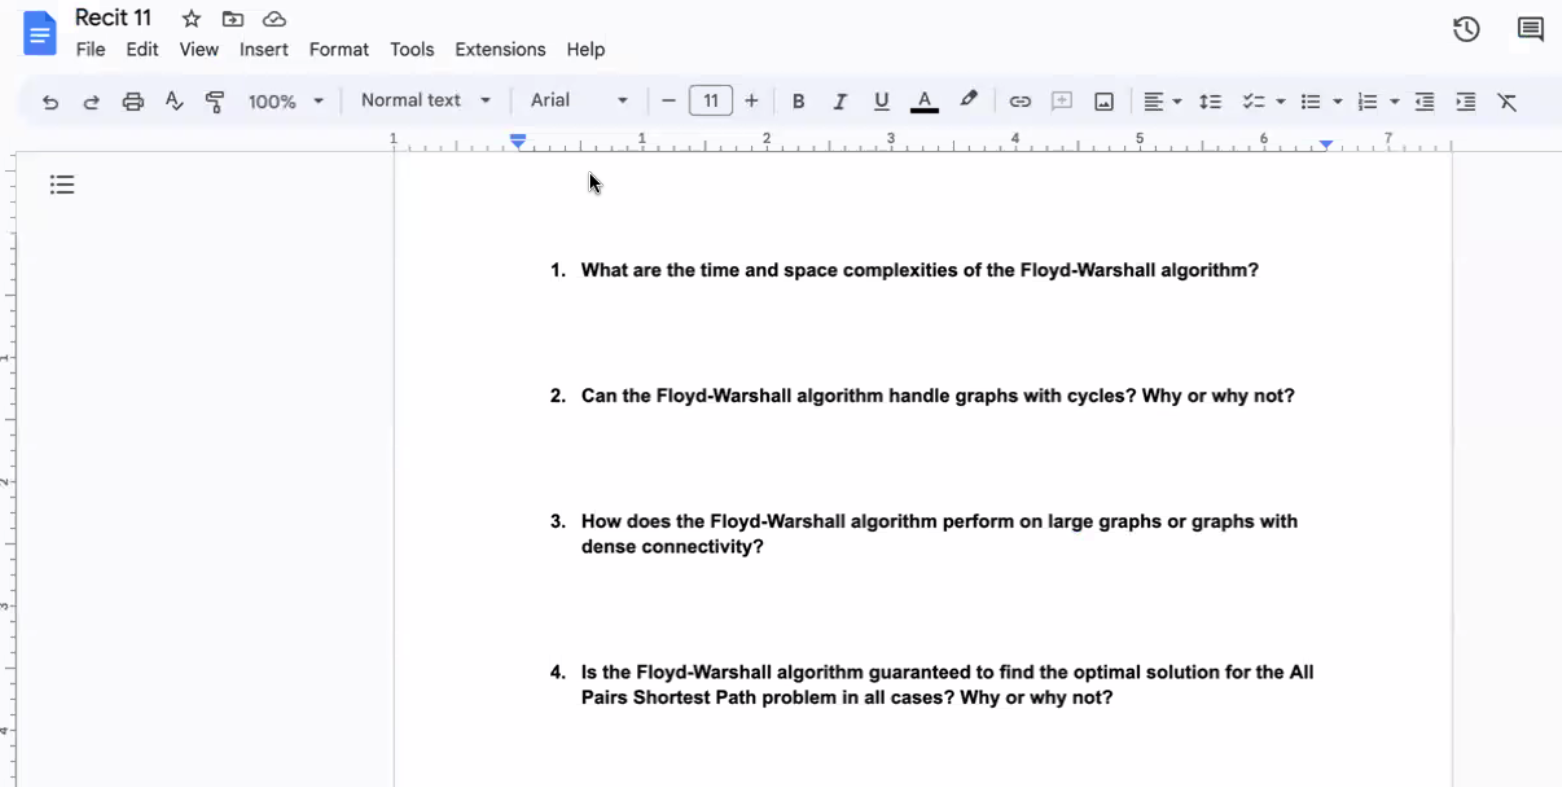 Recit 11
File Edit View Insert Format Tools Extensions Help
100% Normal text Arial 11 B I U A
1 1 2 3 4 5 6 7
1. What are the time and space complexities of the Floyd-Warshall algorithm?
1
2. Can the Floyd-Warshall algorithm handle graphs with cycles? Why or why not?
2
3. How does the Floyd-Warshall algorithm perform on large graphs or graphs with
dense connectivity?
3
4. Is the Floyd-Warshall algorithm guaranteed to find the optimal solution for the All
Pairs Shortest Path problem in all cases? Why or why not?
4